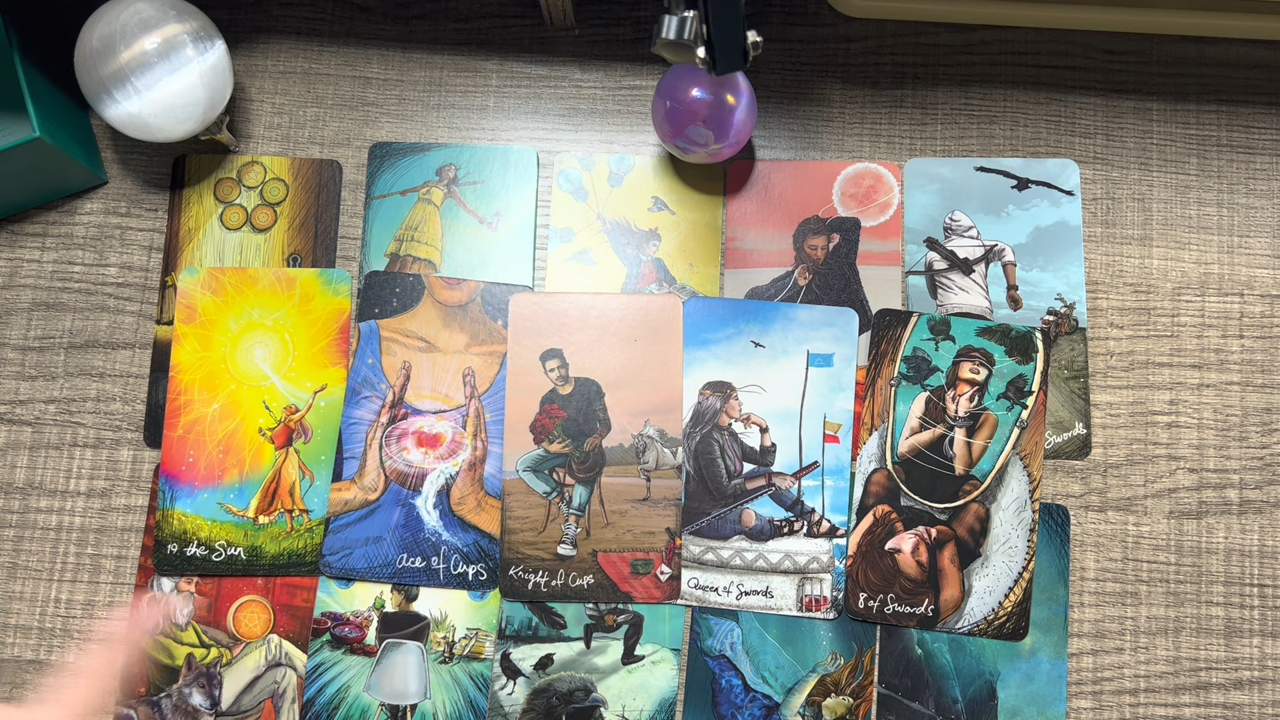 Swords
19. the Sun
ace of Cups
Knight of Cups
Queen of Swords
8 of Swords